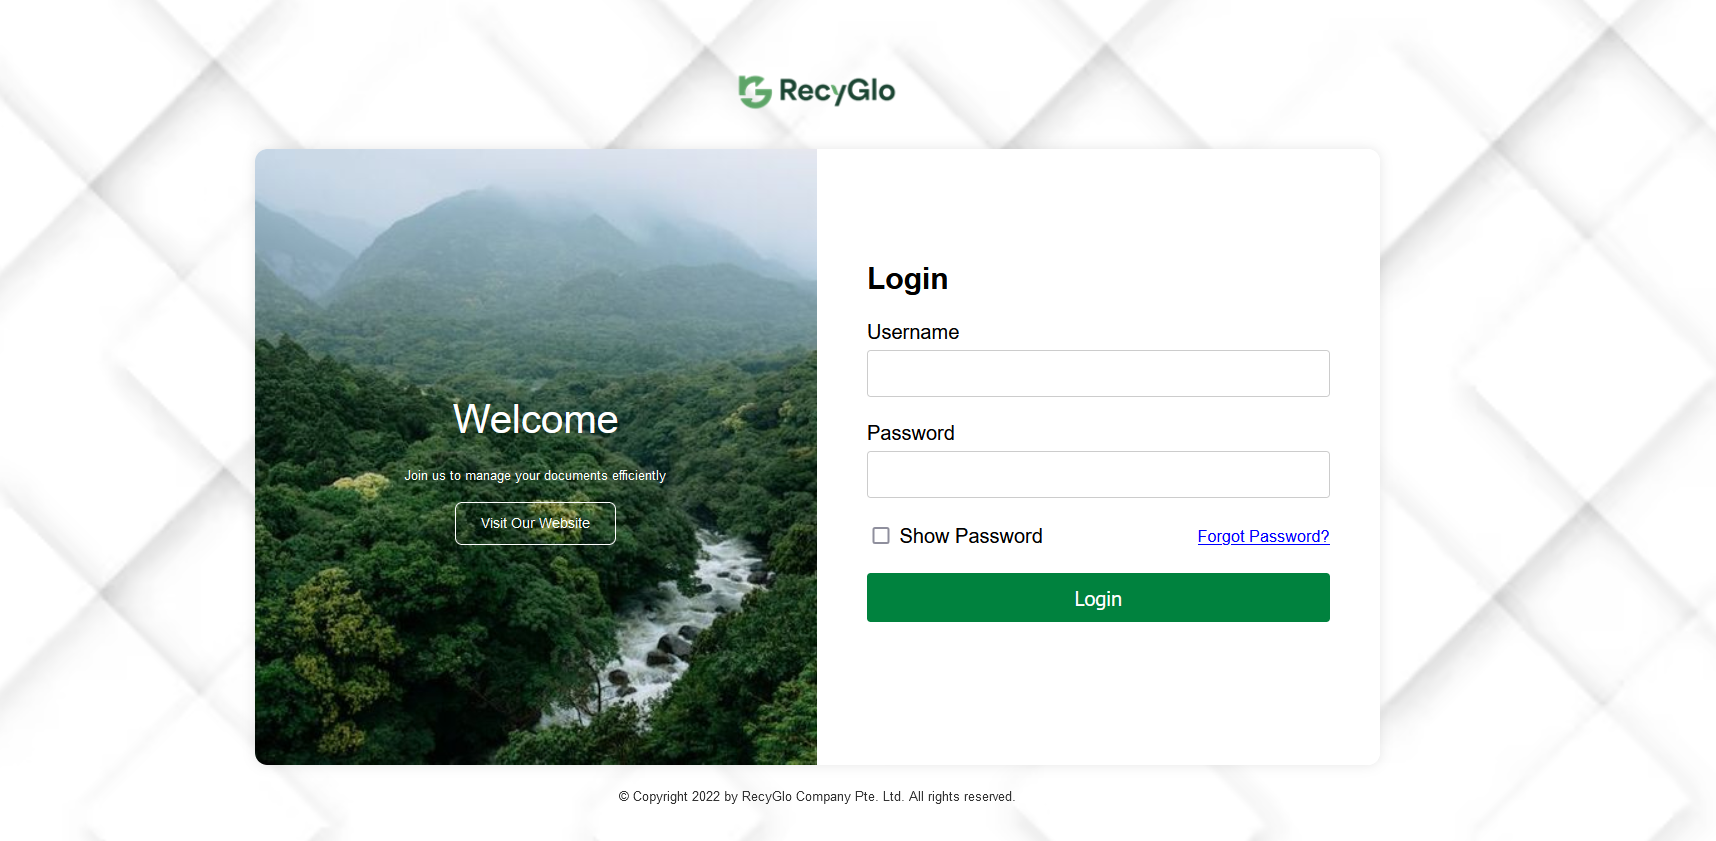 RecyGlo
Welcome
Join us to manage your documents efficiently
Visit Our Website
Login
Username
Password
Show Password
Forgot Password?
Login
© Copyright 2022 by RecyGlo Company Pte. Ltd. All rights reserved.